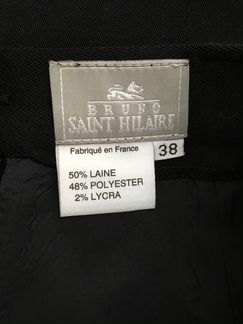 BRUNO
SAINT HILAIRE
Fabriqué en France
38
50% LAINE
48% POLYESTER
2% LYCRA